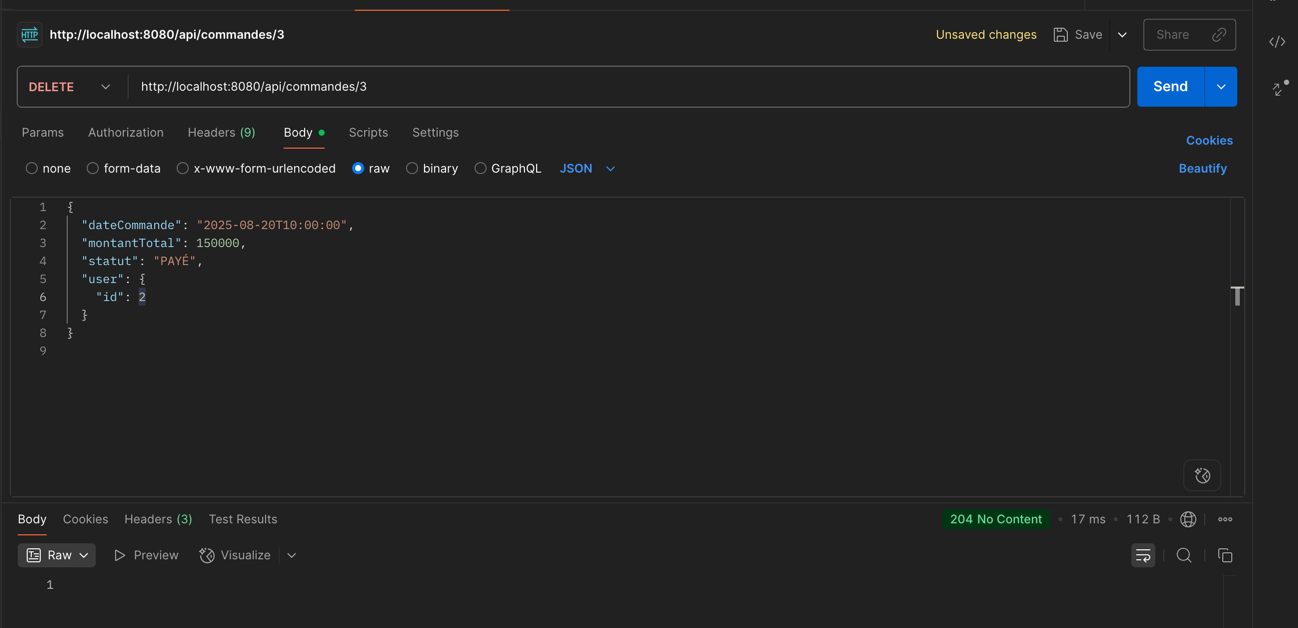 HTTP http://localhost:8080/api/commandes/3 Unsaved changes Save Share
DELETE http://localhost:8080/api/commandes/3 Send
Params Authorization Headers (9) Body Scripts Settings Cookies
none form-data x-www-form-urlencoded raw binary GraphQL JSON Beautify
1 {
2 "dateCommande": "2025-08-20T10:00:00",
3 "montantTotal": 150000,
4 "statut": "PAYÉ",
5 "user": {
6 "id": 2
7 }
8 }
9
Body Cookies Headers (3) Test Results 204 No Content 17 ms 112 B
Raw Preview Visualize
1